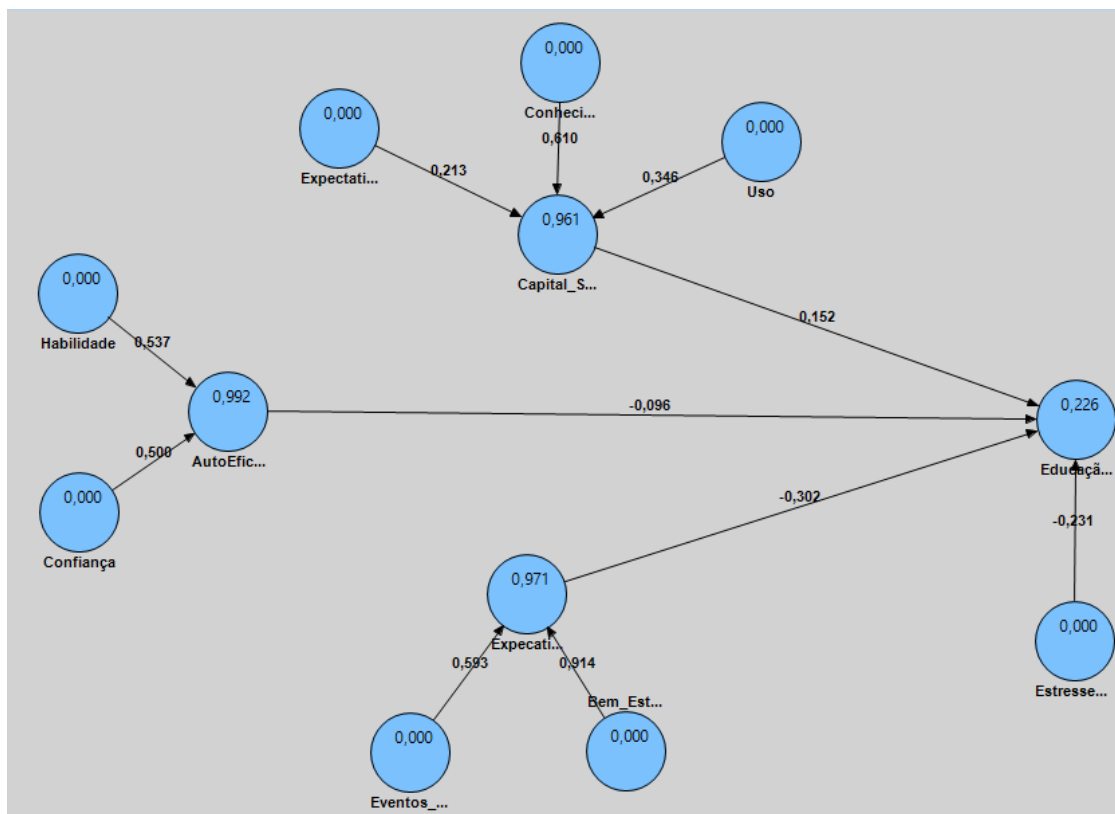 0,000
Conheci...
0,610
0,000
Expectati...
0,213
0,000
Uso
0,346
0,961
Capital_S...
0,152
0,000
Habilidade
0,537
0,992
AutoEfic...
-0,096
0,226
Educaçã...
0,500
0,000
Confiança
-0,302
-0,231
0,971
Expecati...
0,593
0,914
0,000
Estresse...
Bem_Est...
0,000
Eventos_...
0,000